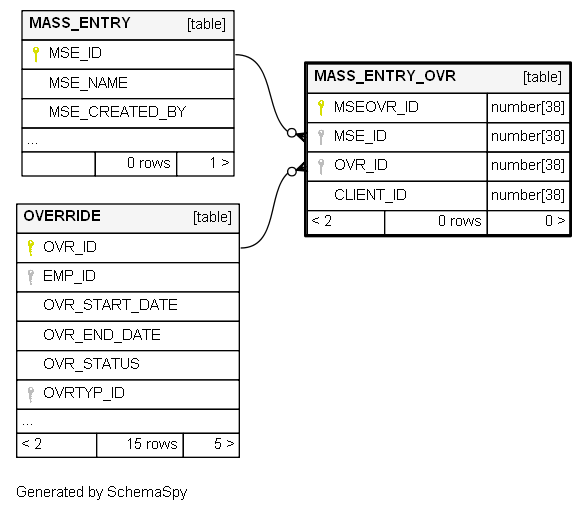 MASS_ENTRY [table]
MSE_ID
MSE_NAME
MSE_CREATED_BY
...
0 rows 1 >
MASS_ENTRY_OVR [table]
MSEOVR_ID number[38]
MSE_ID number[38]
OVR_ID number[38]
CLIENT_ID number[38]
< 2 0 rows 0 >
OVERRIDE [table]
OVR_ID
EMP_ID
OVR_START_DATE
OVR_END_DATE
OVR_STATUS
OVRTYP_ID
...
< 2 15 rows 5 >
Generated by SchemaSpy